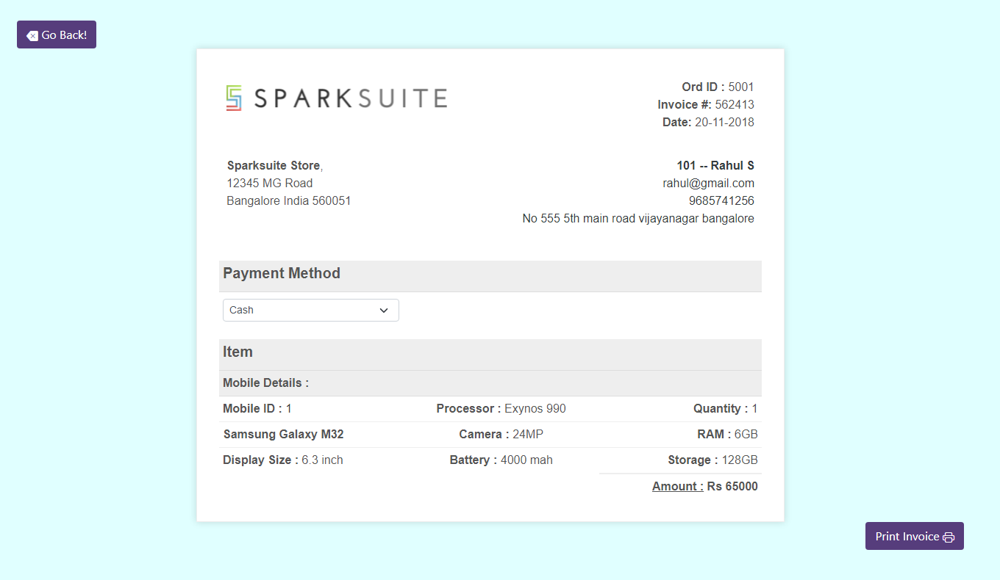 Go Back!
SPARKSUITE
Ord ID : 5001
Invoice #: 562413
Date: 20-11-2018
Sparksuite Store,
12345 MG Road
Bangalore India 560051
101 -- Rahul S
rahul@gmail.com
9685741256
No 555 5th main road vijayanagar bangalore
Payment Method
Cash
Item
Mobile Details :
Mobile ID : 1 Processor : Exynos 990 Quantity : 1
Samsung Galaxy M32 Camera : 24MP RAM : 6GB
Display Size : 6.3 inch Battery : 4000 mah Storage : 128GB
Amount : Rs 65000
Print Invoice